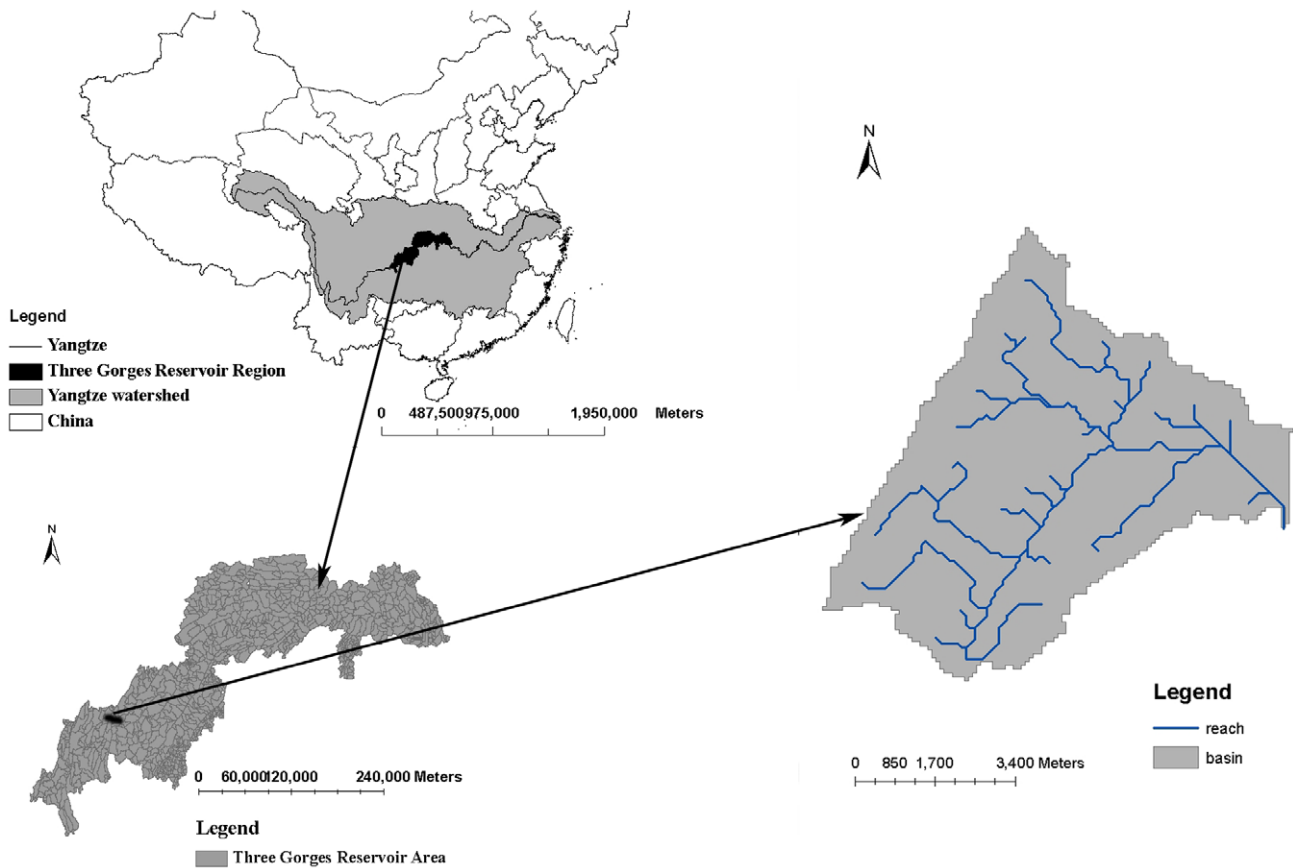 Legend
Yangtze
Three Gorges Reservoir Region
Yangtze watershed
China
0 487,500975,000 1,950,000 Meters
N
0 60,000120,000 240,000 Meters
Legend
Three Gorges Reservoir Area
N
Legend
reach
basin
0 850 1,700 3,400 Meters